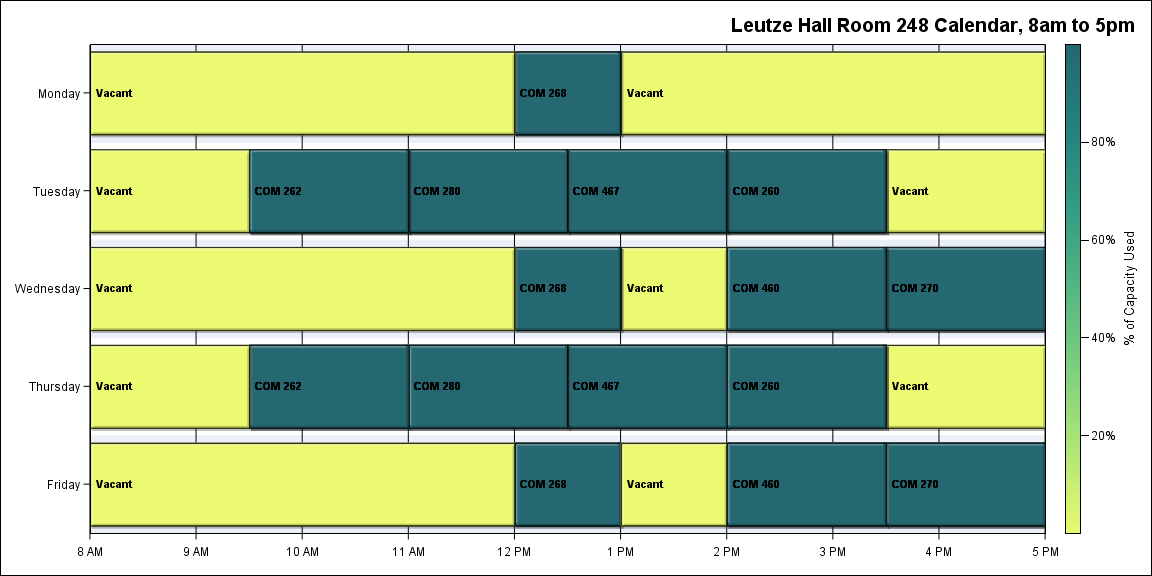 Leutze Hall Room 248 Calendar, 8am to 5pm
Monday
Vacant
COM 268
Vacant
Tuesday
Vacant
COM 262
COM 280
COM 467
COM 260
Vacant
Wednesday
Vacant
COM 268
Vacant
COM 460
COM 270
Thursday
Vacant
COM 262
COM 280
COM 467
COM 260
Vacant
Friday
Vacant
COM 268
Vacant
COM 460
COM 270
8 AM
9 AM
10 AM
11 AM
12 PM
1 PM
2 PM
3 PM
4 PM
5 PM
80%
60%
40%
20%
% of Capacity Used